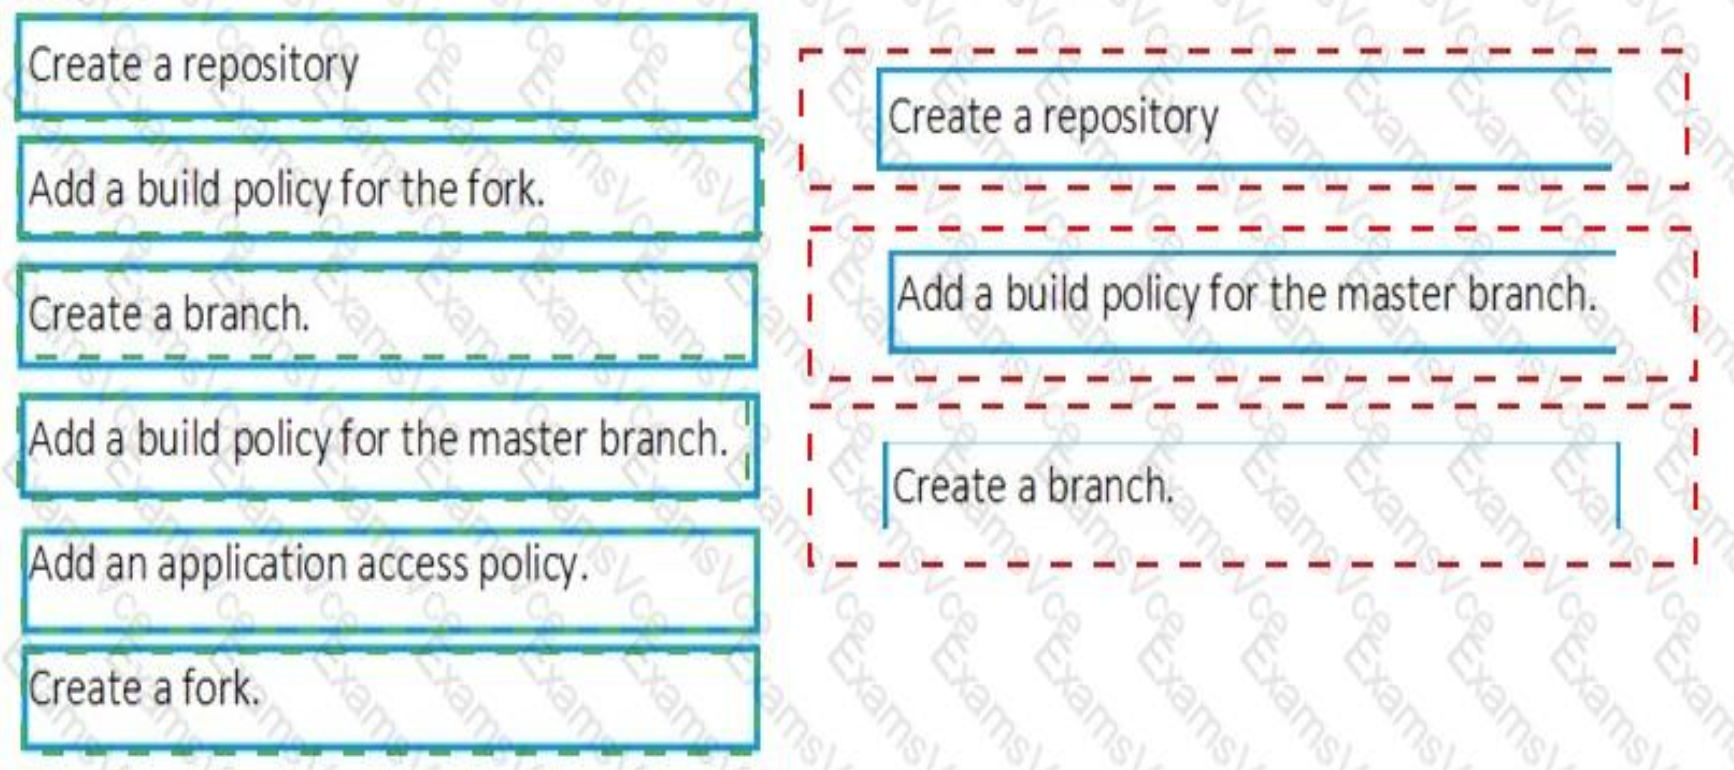 Create a repository
Add a build policy for the fork.
Create a branch.
Add a build policy for the master branch.
Add an application access policy.
Create a fork.
Create a repository
Add a build policy for the master branch.
Create a branch.